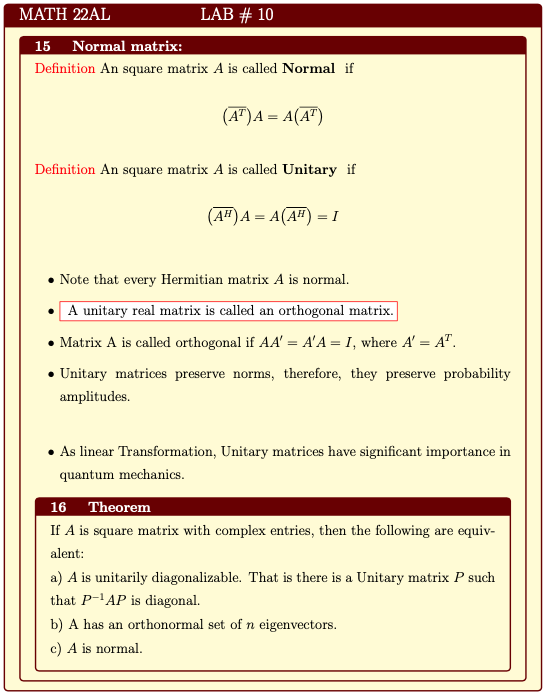 MATH 22AL LAB # 10
15 Normal matrix:
Definition An square matrix A is called Normal if
(\overline{A^T})A = A(\overline{A^T})
Definition An square matrix A is called Unitary if
(\overline{A^H})A = A(\overline{A^H}) = I
• Note that every Hermitian matrix A is normal.
• A unitary real matrix is called an orthogonal matrix.
• Matrix A is called orthogonal if AA′ = A′A = I, where A′ = A^T.
• Unitary matrices preserve norms, therefore, they preserve probability
amplitudes.
• As linear Transformation, Unitary matrices have significant importance in
quantum mechanics.
16 Theorem
If A is square matrix with complex entries, then the following are equiv-
alent:
a) A is unitarily diagonalizable. That is there is a Unitary matrix P such
that P^{−1}AP is diagonal.
b) A has an orthonormal set of n eigenvectors.
c) A is normal.